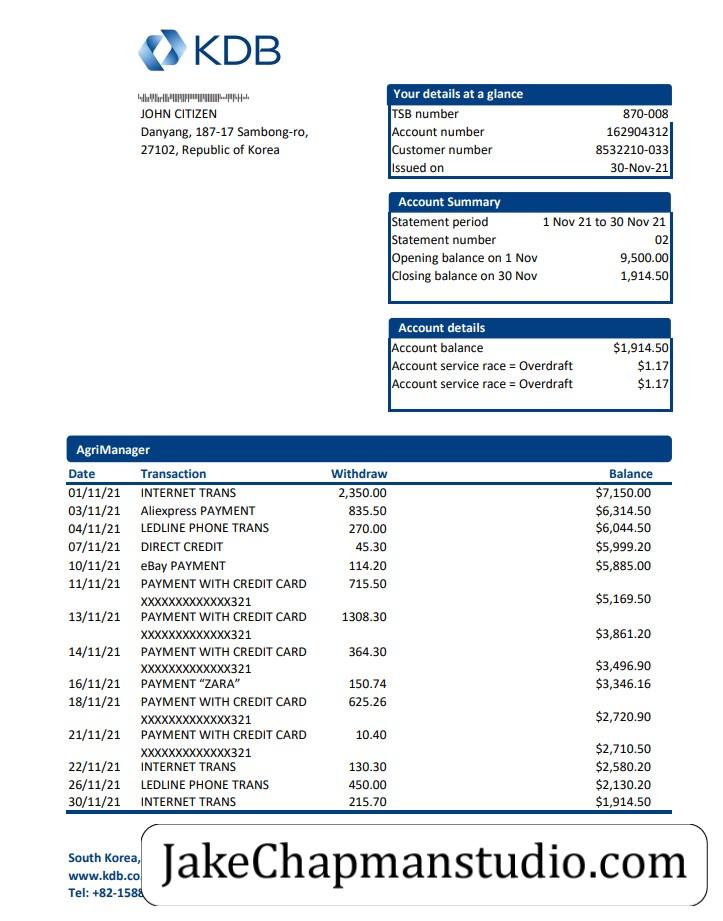 KDB
JOHN CITIZEN
Danyang, 187-17 Sambong-ro,
27102, Republic of Korea
Your details at a glance
TSB number 870-008
Account number 162904312
Customer number 8532210-033
Issued on 30-Nov-21
Account Summary
Statement period 1 Nov 21 to 30 Nov 21
Statement number 02
Opening balance on 1 Nov 9,500.00
Closing balance on 30 Nov 1,914.50
Account details
Account balance $1,914.50
Account service race = Overdraft $1.17
Account service race = Overdraft $1.17
AgriManager
Date Transaction Withdraw Balance
01/11/21 INTERNET TRANS 2,350.00 $7,150.00
03/11/21 Aliexpress PAYMENT 835.50 $6,314.50
04/11/21 LEDLINE PHONE TRANS 270.00 $6,044.50
07/11/21 DIRECT CREDIT 45.30 $5,999.20
10/11/21 eBay PAYMENT 114.20 $5,885.00
11/11/21 PAYMENT WITH CREDIT CARD 715.50
XXXXXXXXXXXXX321 $5,169.50
13/11/21 PAYMENT WITH CREDIT CARD 1308.30
XXXXXXXXXXXXX321 $3,861.20
14/11/21 PAYMENT WITH CREDIT CARD 364.30
XXXXXXXXXXXXX321 $3,496.90
16/11/21 PAYMENT “ZARA” 150.74 $3,346.16
18/11/21 PAYMENT WITH CREDIT CARD 625.26
XXXXXXXXXXXXX321 $2,720.90
21/11/21 PAYMENT WITH CREDIT CARD 10.40
XXXXXXXXXXXXX321 $2,710.50
22/11/21 INTERNET TRANS 130.30 $2,580.20
26/11/21 LEDLINE PHONE TRANS 450.00 $2,130.20
30/11/21 INTERNET TRANS 215.70 $1,914.50
South Korea,
www.kdb.co
Tel: +82-1588
JakeChapmanstudio.com